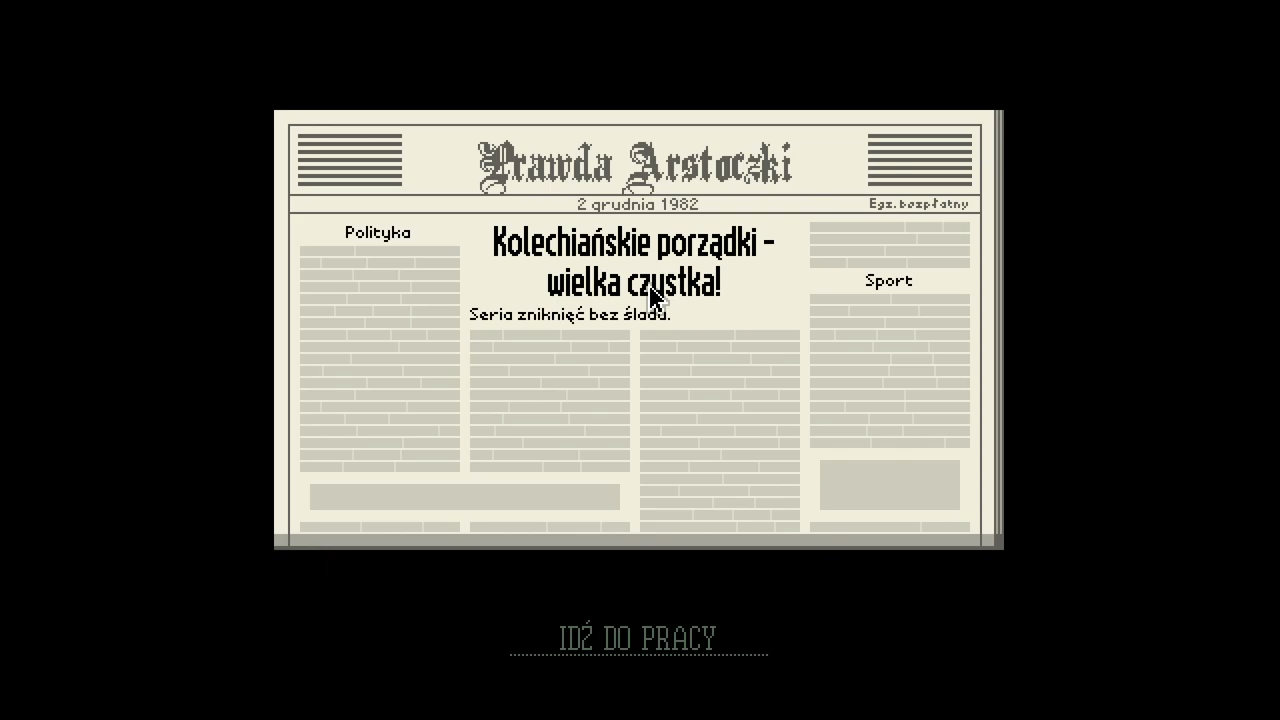 Prawda Arstoczki
2 grudnia 1982
Egz. bezpłatny
Polityka
Kolechiańskie porządki -
wielka czystka!
Seria zniknięć bez śladu.
Sport
IDŹ DO PRACY